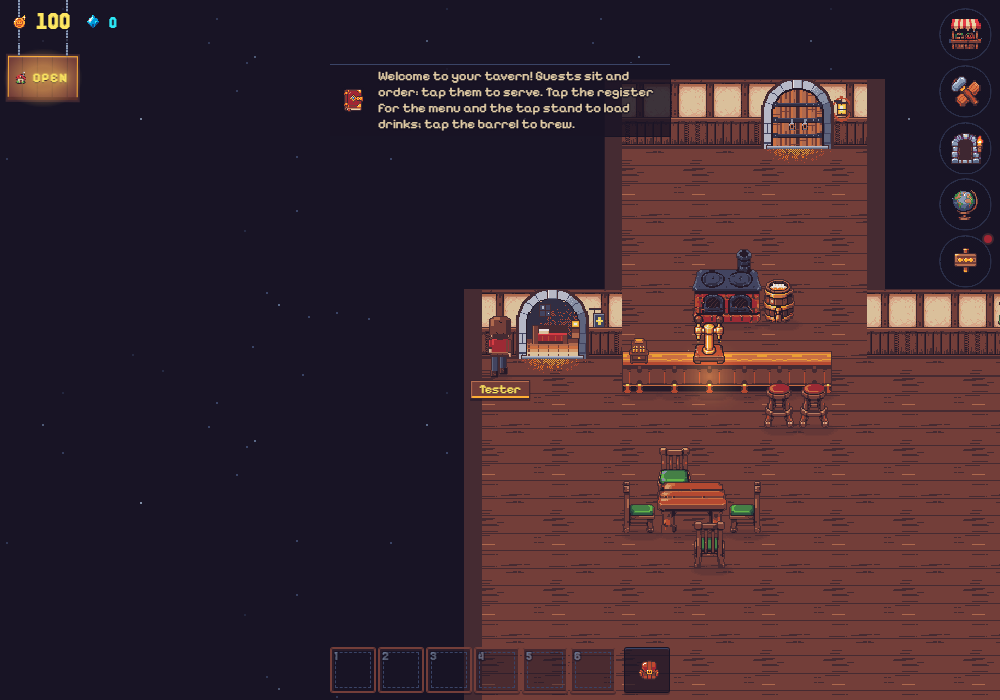 100
0
OPEN
Welcome to your tavern! Guests sit and
order: tap them to serve. Tap the register
for the menu and the tap stand to load
drinks; tap the barrel to brew.
Tester
1
2
3
4
5
6